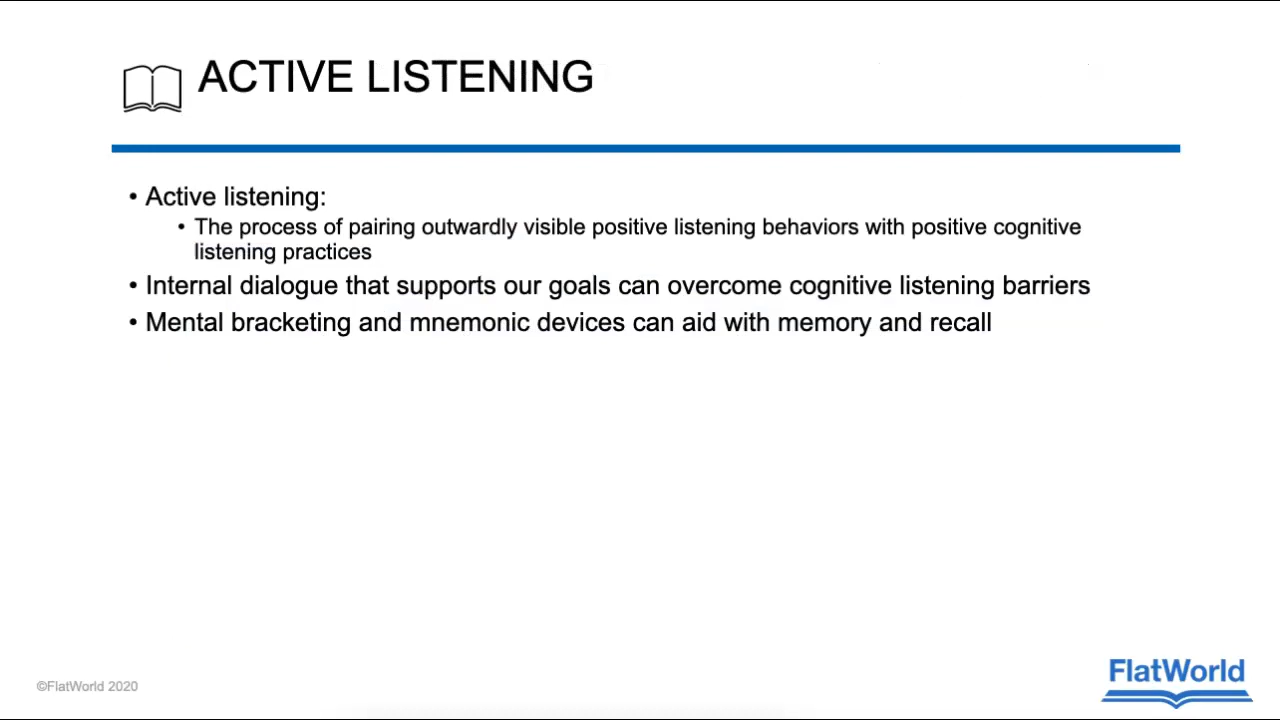 ACTIVE LISTENING
• Active listening:
• The process of pairing outwardly visible positive listening behaviors with positive cognitive
listening practices
• Internal dialogue that supports our goals can overcome cognitive listening barriers
• Mental bracketing and mnemonic devices can aid with memory and recall
©FlatWorld 2020
FlatWorld